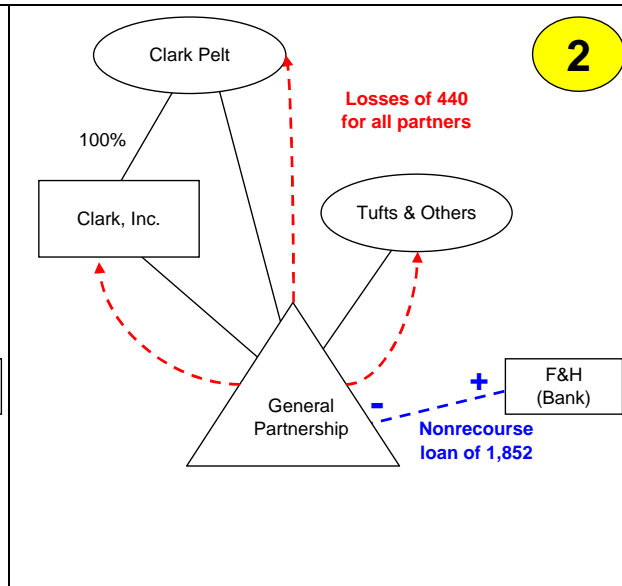 Clark Pelt
2
Losses of 440
for all partners
100%
Clark, Inc.
Tufts & Others
General
Partnership
-
+
F&H
(Bank)
Nonrecourse
loan of 1,852